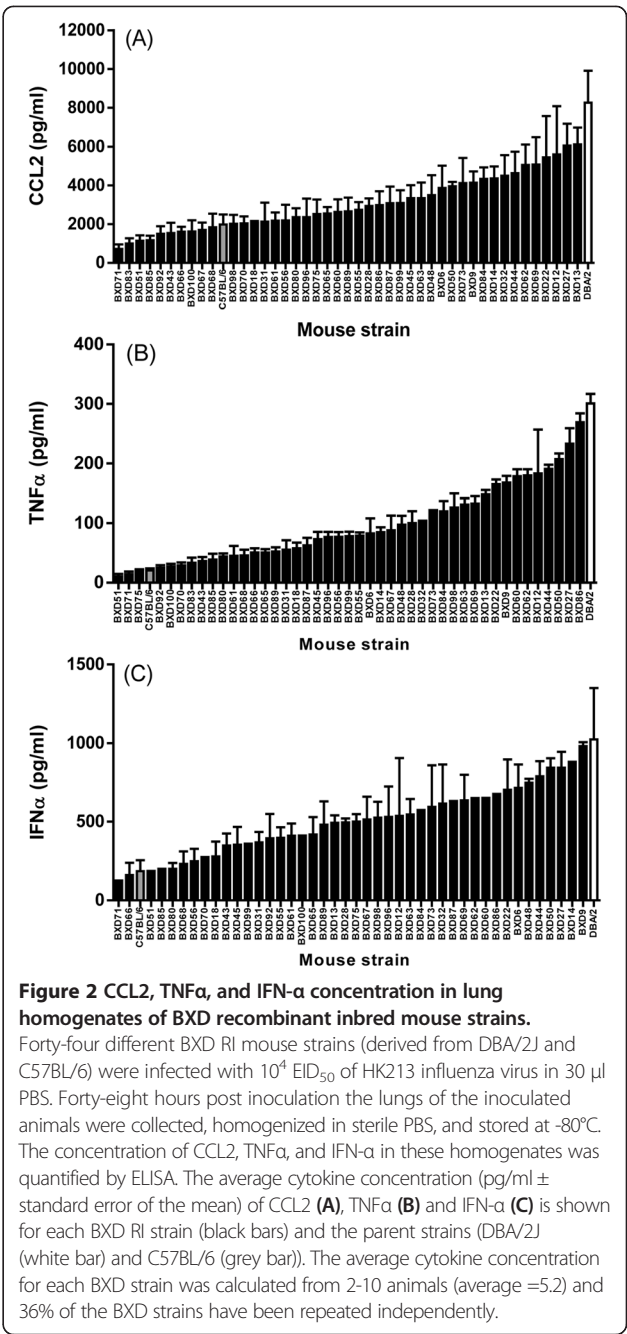 (A)
12000
10000
8000
6000
4000
2000
0
CCL2 (pg/ml)
BXD71
BXD83
BXD51
BXD85
BXD92
BXD43
BXD66
BXD100
BXD67
BXD68
C57BL/6
BXD98
BXD70
BXD18
BXD31
BXD61
BXD56
BXD80
BXD96
BXD75
BXD65
BXD60
BXD89
BXD55
BXD28
BXD86
BXD87
BXD99
BXD45
BXD63
BXD48
BXD6
BXD50
BXD73
BXD9
BXD84
BXD14
BXD32
BXD44
BXD62
BXD69
BXD22
BXD12
BXD27
BXD13
DBA/2
Mouse strain
(B)
400
300
200
100
0
TNFα (pg/ml)
BXD51
BXD71
BXD75
C57BL/6
BXD92
BXD100
BXD70
BXD83
BXD43
BXD85
BXD80
BXD61
BXD68
BXD66
BXD65
BXD89
BXD31
BXD18
BXD87
BXD45
BXD96
BXD56
BXD99
BXD55
BXD6
BXD14
BXD67
BXD48
BXD28
BXD32
BXD73
BXD84
BXD98
BXD63
BXD69
BXD13
BXD22
BXD9
BXD60
BXD62
BXD12
BXD44
BXD50
BXD27
BXD86
DBA/2
Mouse strain
(C)
1500
1000
500
0
IFNα (pg/ml)
BXD71
BXD66
C57BL/6
BXD51
BXD85
BXD80
BXD68
BXD56
BXD70
BXD18
BXD43
BXD45
BXD99
BXD31
BXD92
BXD55
BXD61
BXD100
BXD65
BXD89
BXD13
BXD28
BXD75
BXD67
BXD98
BXD96
BXD12
BXD63
BXD84
BXD73
BXD32
BXD87
BXD69
BXD62
BXD60
BXD86
BXD22
BXD6
BXD48
BXD44
BXD50
BXD27
BXD14
BXD9
DBA/2
Mouse strain
Figure 2 CCL2, TNFα, and IFN-α concentration in lung
homogenates of BXD recombinant inbred mouse strains.
Forty-four different BXD RI mouse strains (derived from DBA/2J and
C57BL/6) were infected with 10⁴ EID₅₀ of HK213 influenza virus in 30 μl
PBS. Forty-eight hours post inoculation the lungs of the inoculated
animals were collected, homogenized in sterile PBS, and stored at -80°C.
The concentration of CCL2, TNFα, and IFN-α in these homogenates was
quantified by ELISA. The average cytokine concentration (pg/ml ±
standard error of the mean) of CCL2 (A), TNFα (B) and IFN-α (C) is shown
for each BXD RI strain (black bars) and the parent strains (DBA/2J
(white bar) and C57BL/6 (grey bar)). The average cytokine concentration
for each BXD strain was calculated from 2-10 animals (average =5.2) and
36% of the BXD strains have been repeated independently.